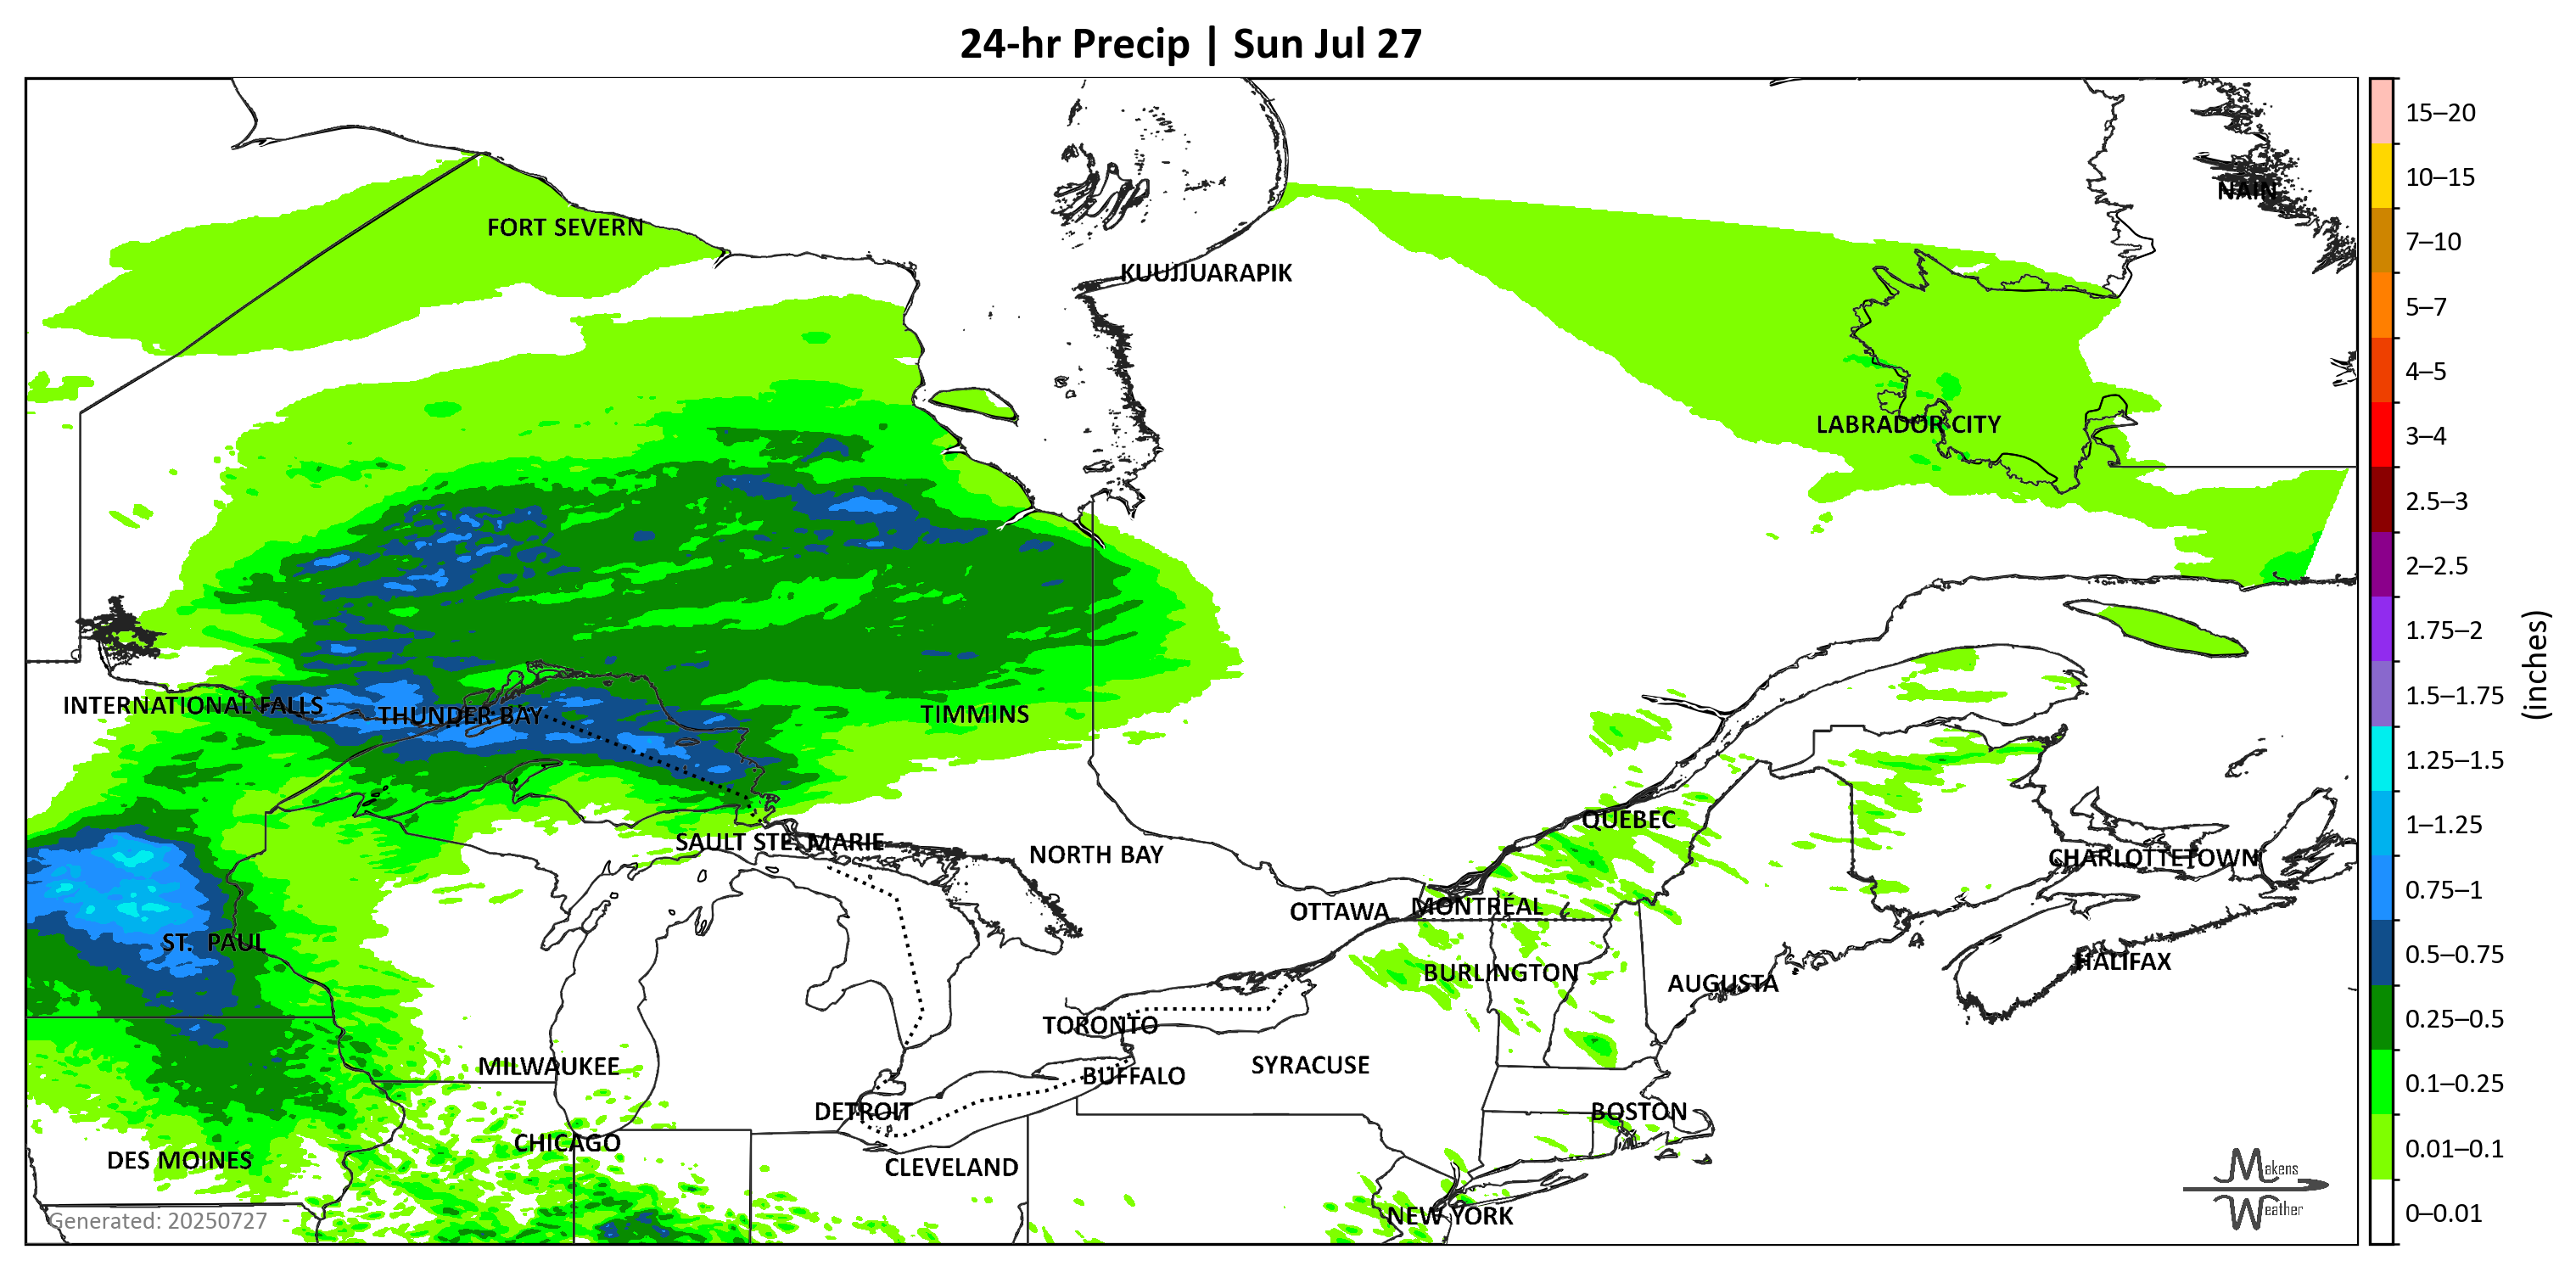 24-hr Precip | Sun Jul 27
15–20
NAIN
10–15
FORT SEVERN
7–10
KUUJJUARAPIK
5–7
4–5
LABRADOR CITY
3–4
2.5–3
2–2.5
1.75–2
(inches)
INTERNATIONAL FALLS
THUNDER BAY
TIMMINS
1.5–1.75
1.25–1.5
QUEBEC
1–1.25
SAULT STE. MARIE
NORTH BAY
CHARLOTTETOWN
0.75–1
OTTAWA
MONTRÉAL
ST. PAUL
HALIFAX
0.5–0.75
BURLINGTON
AUGUSTA
TORONTO
0.25–0.5
MILWAUKEE
BUFFALO
SYRACUSE
0.1–0.25
DETROIT
BOSTON
CHICAGO
0.01–0.1
DES MOINES
CLEVELAND
Makens
Weather
Generated: 20250727
NEW YORK
0–0.01